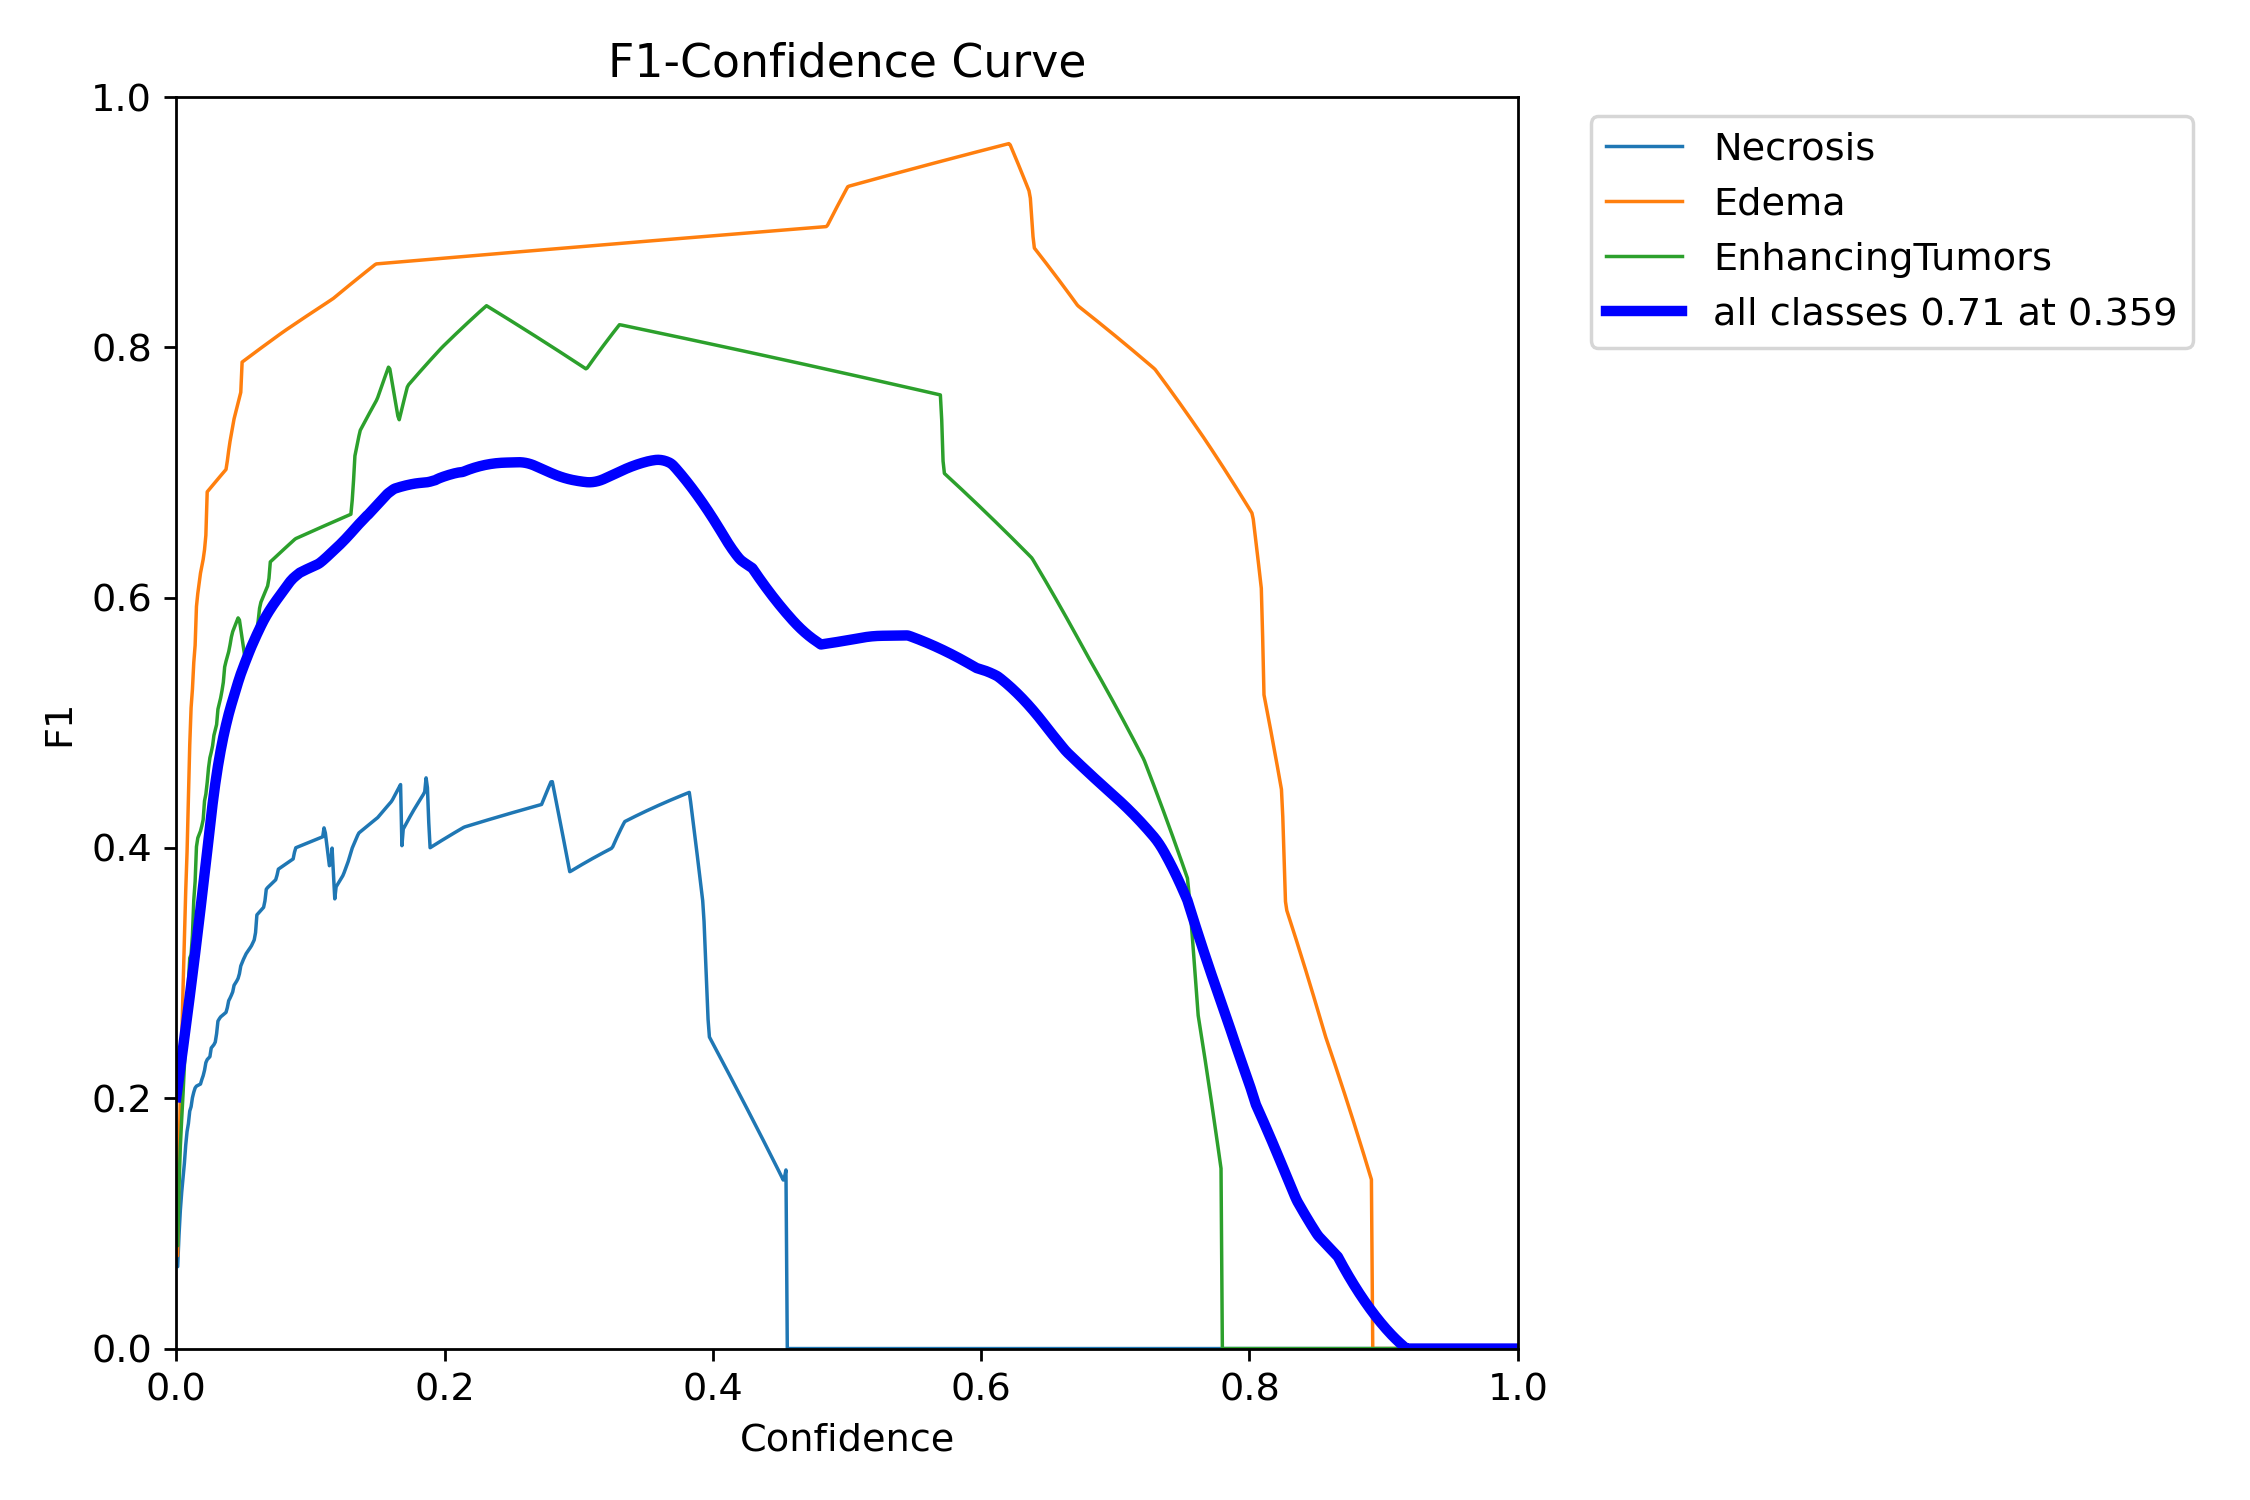 F1-Confidence Curve
1.0
0.8
0.6
0.4
0.2
0.0
F1
0.0 0.2 0.4 0.6 0.8 1.0
Confidence
Necrosis
Edema
EnhancingTumors
all classes 0.71 at 0.359